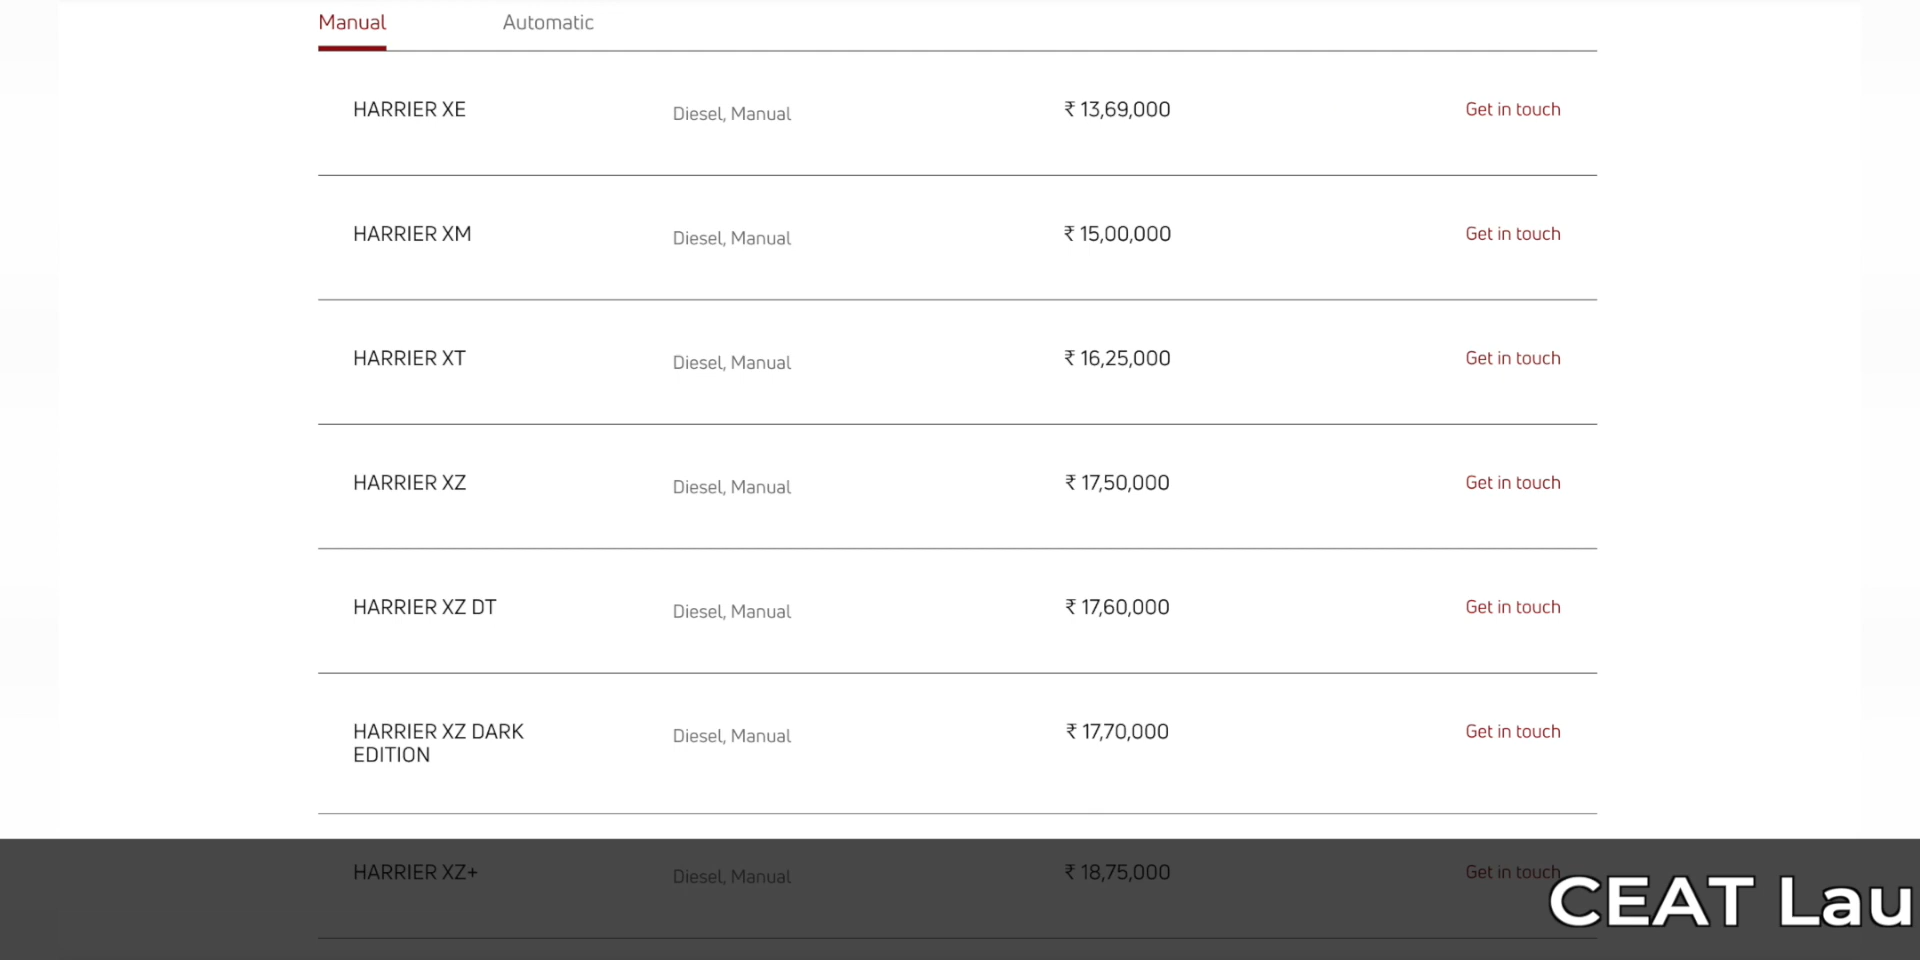 Manual Automatic
HARRIER XE Diesel, Manual ₹ 13,69,000 Get in touch
HARRIER XM Diesel, Manual ₹ 15,00,000 Get in touch
HARRIER XT Diesel, Manual ₹ 16,25,000 Get in touch
HARRIER XZ Diesel, Manual ₹ 17,50,000 Get in touch
HARRIER XZ DT Diesel, Manual ₹ 17,60,000 Get in touch
HARRIER XZ DARK Diesel, Manual ₹ 17,70,000 Get in touch
EDITION
HARRIER XZ+ Diesel, Manual ₹ 18,75,000 Get in touch
CEAT Lau